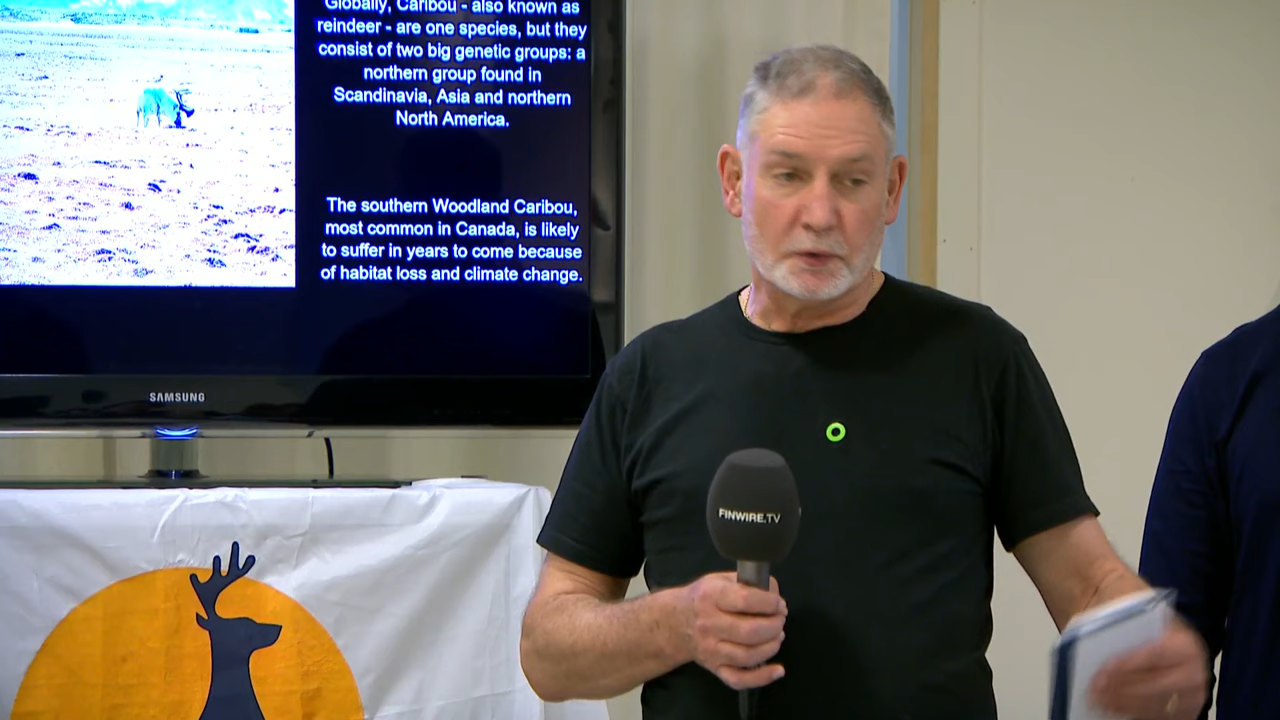 Globally, Caribou - also known as
reindeer - are one species, but they
consist of two big genetic groups: a
northern group found in
Scandinavia, Asia and northern
North America.
The southern Woodland Caribou,
most common in Canada, is likely
to suffer in years to come because
of habitat loss and climate change.
SAMSUNG
FINWIRE.TV